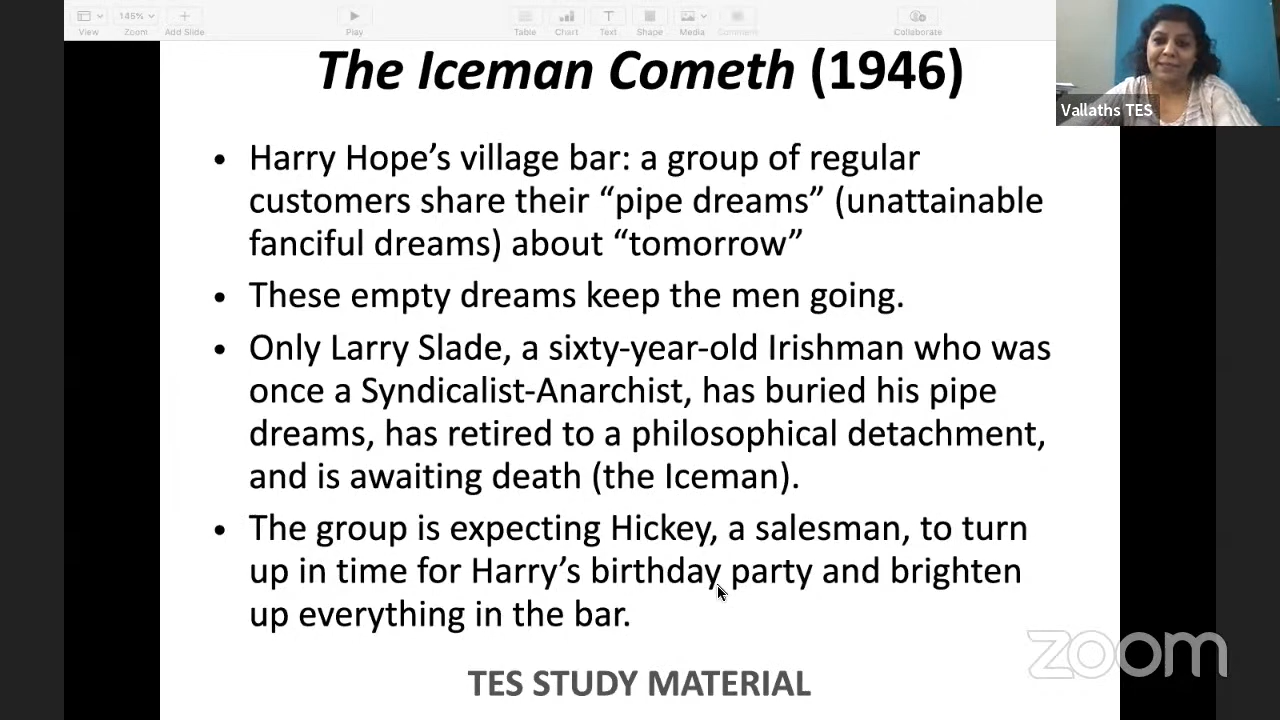 145%
View Zoom Add Slide Play Table Chart Text Shape Media Comment Collaborate
The Iceman Cometh (1946)
Vallaths TES
• Harry Hope’s village bar: a group of regular
customers share their “pipe dreams” (unattainable
fanciful dreams) about “tomorrow”
• These empty dreams keep the men going.
• Only Larry Slade, a sixty-year-old Irishman who was
once a Syndicalist-Anarchist, has buried his pipe
dreams, has retired to a philosophical detachment,
and is awaiting death (the Iceman).
• The group is expecting Hickey, a salesman, to turn
up in time for Harry’s birthday party and brighten
up everything in the bar.
zoom
TES STUDY MATERIAL